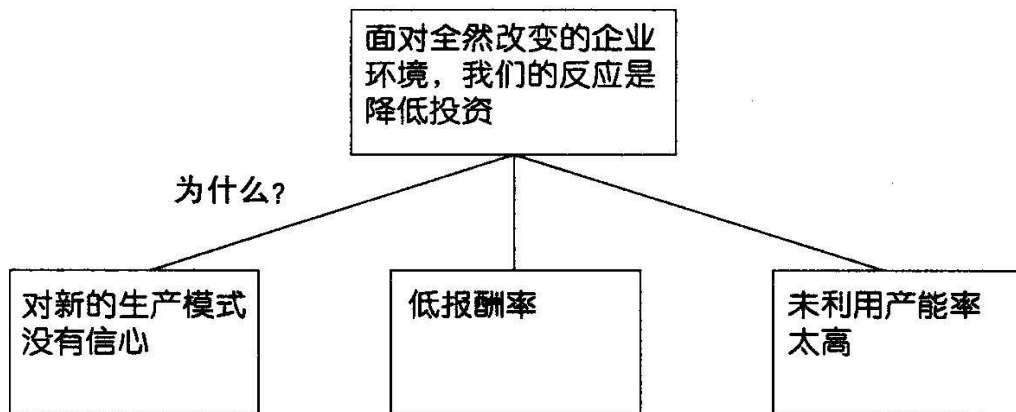 面对全然改变的企业
环境，我们的反应是
降低投资
为什么？
对新的生产模式
没有信心
低报酬率
未利用产能率
太离